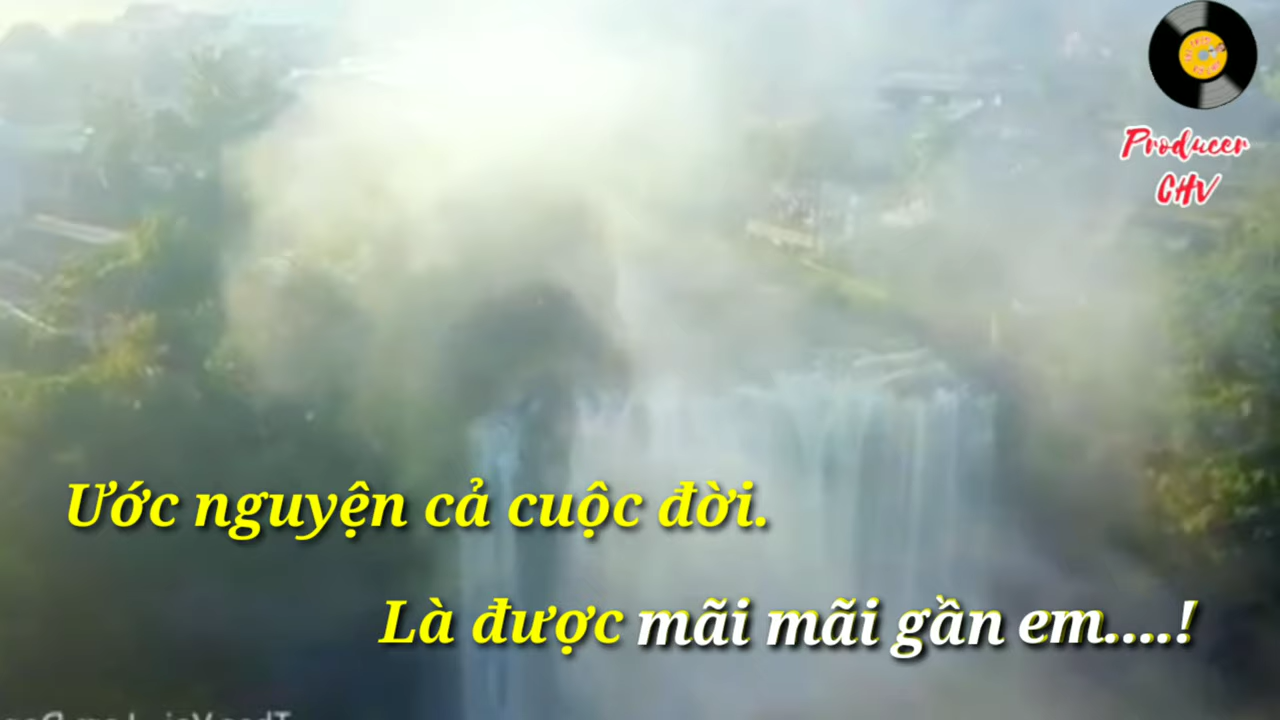 Producer
CHV
Ước nguyện cả cuộc đời.
Là được mãi mãi gần em....!